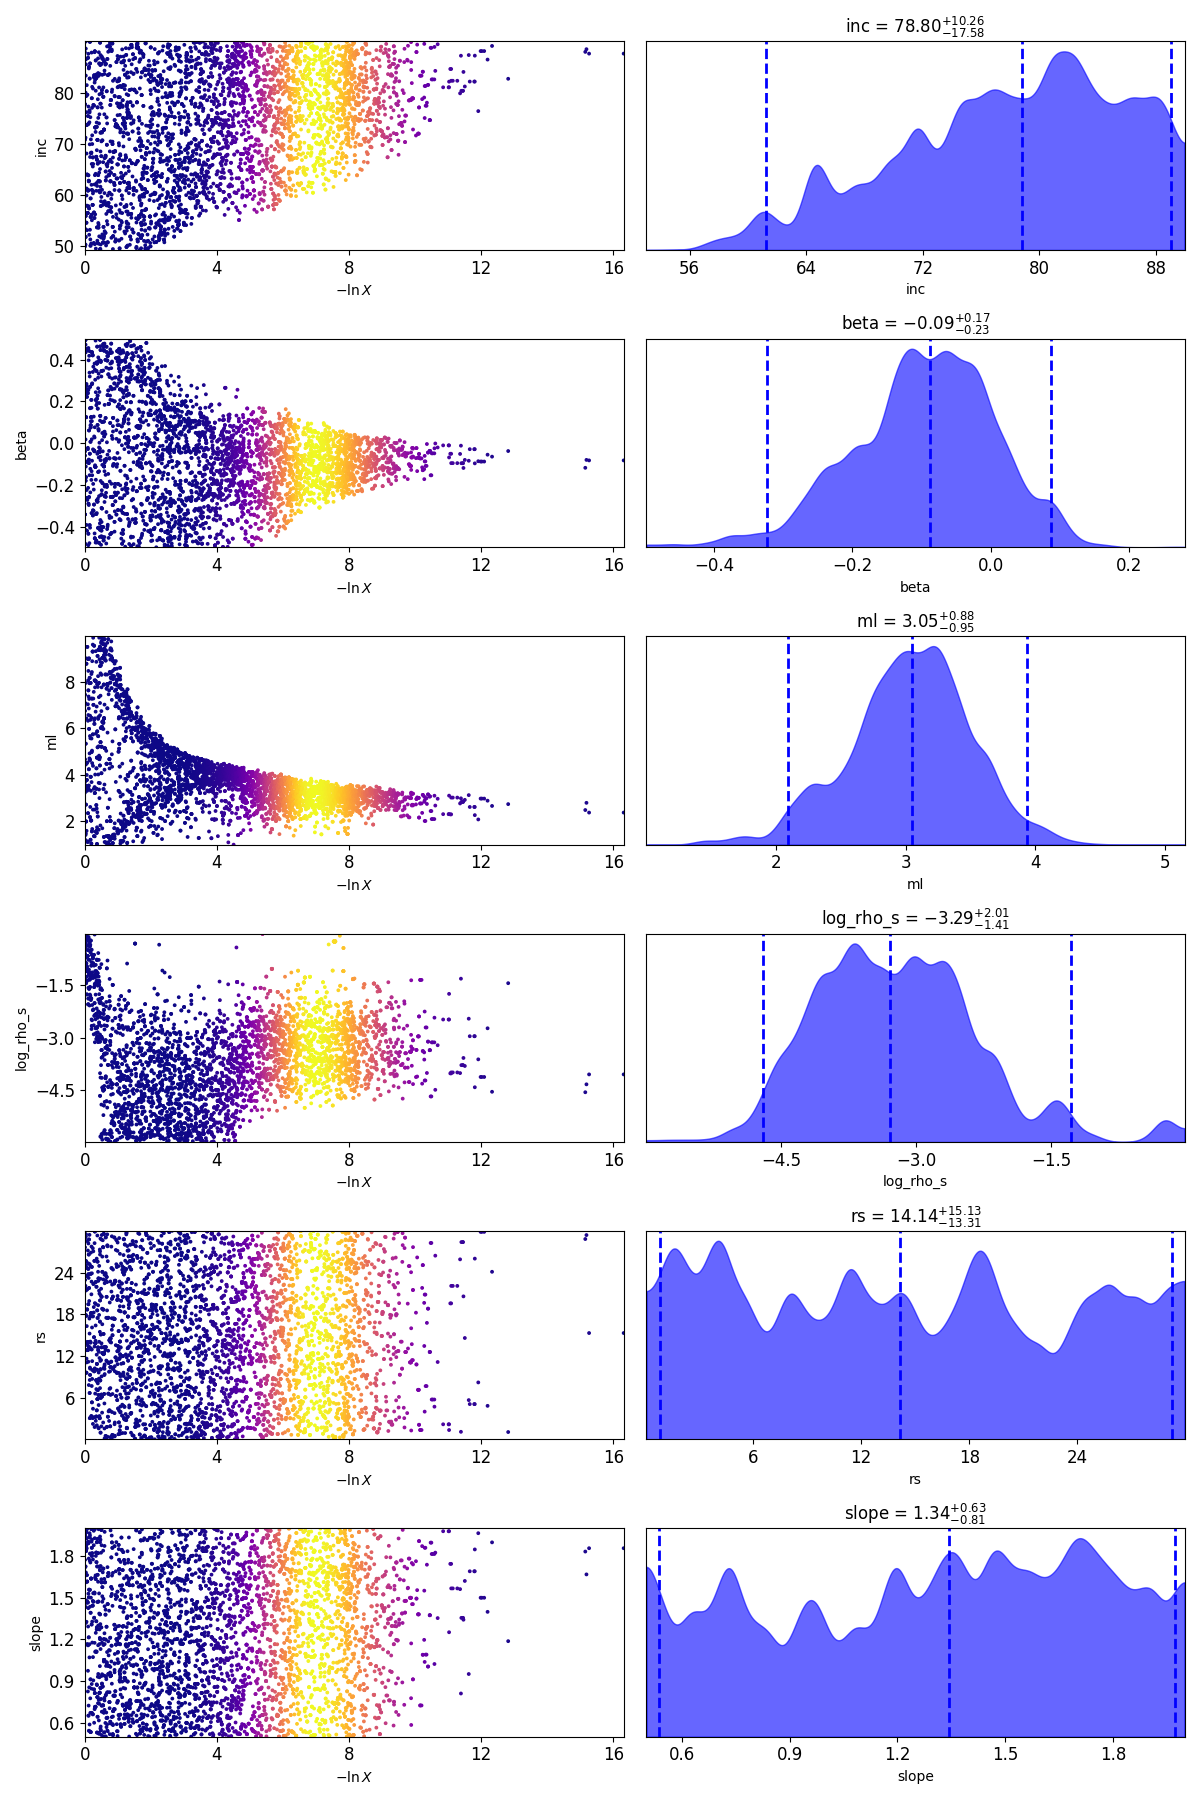 inc = 78.80+10.26 −17.58
80
70
60
50
inc
0 4 8 12 16
−ln X
56 64 72 80 88
inc
beta = −0.09+0.17 −0.23
0.4
0.2
0.0
−0.2
−0.4
beta
0 4 8 12 16
−ln X
−0.4 −0.2 0.0 0.2
beta
ml = 3.05+0.88 −0.95
8
6
4
2
ml
0 4 8 12 16
−ln X
2 3 4 5
ml
log_rho_s = −3.29+2.01 −1.41
−1.5
−3.0
−4.5
log_rho_s
0 4 8 12 16
−ln X
−4.5 −3.0 −1.5
log_rho_s
rs = 14.14+15.13 −13.31
24
18
12
6
rs
0 4 8 12 16
−ln X
6 12 18 24
rs
slope = 1.34+0.63 −0.81
1.8
1.5
1.2
0.9
0.6
slope
0 4 8 12 16
−ln X
0.6 0.9 1.2 1.5 1.8
slope